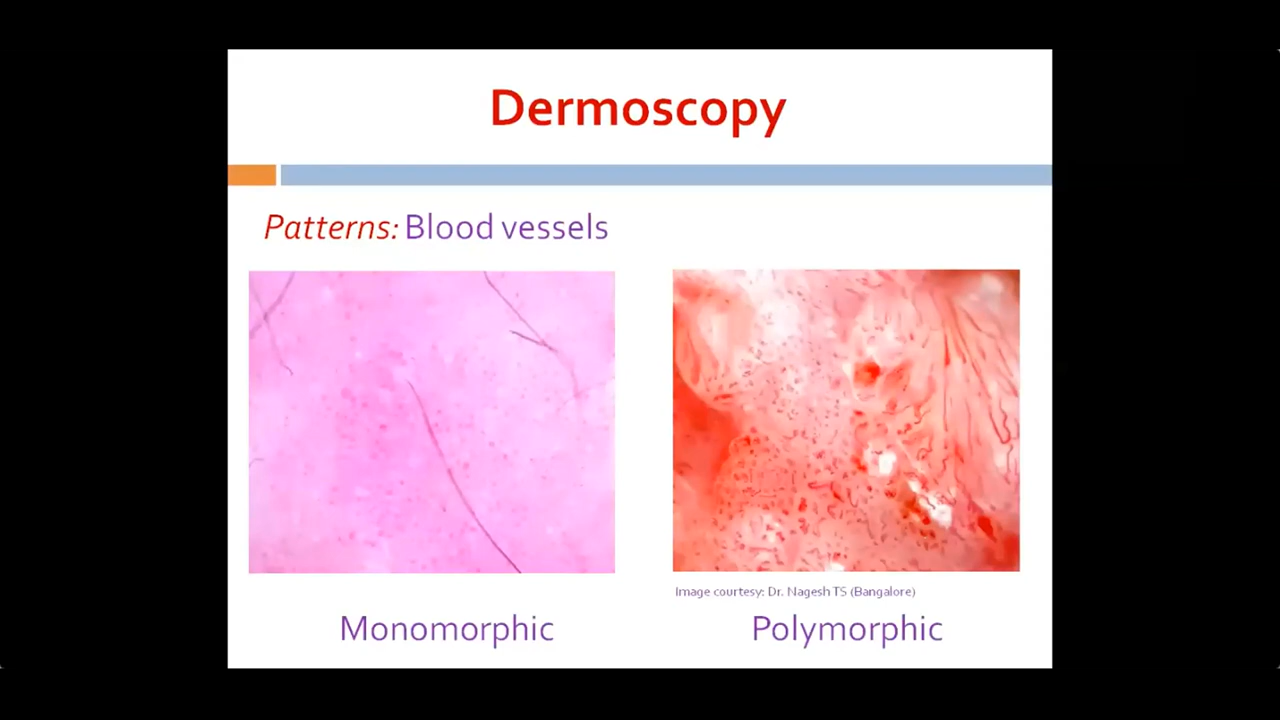 Dermoscopy
Patterns: Blood vessels
Image courtesy: Dr. Nagesh TS (Bangalore)
Monomorphic
Polymorphic